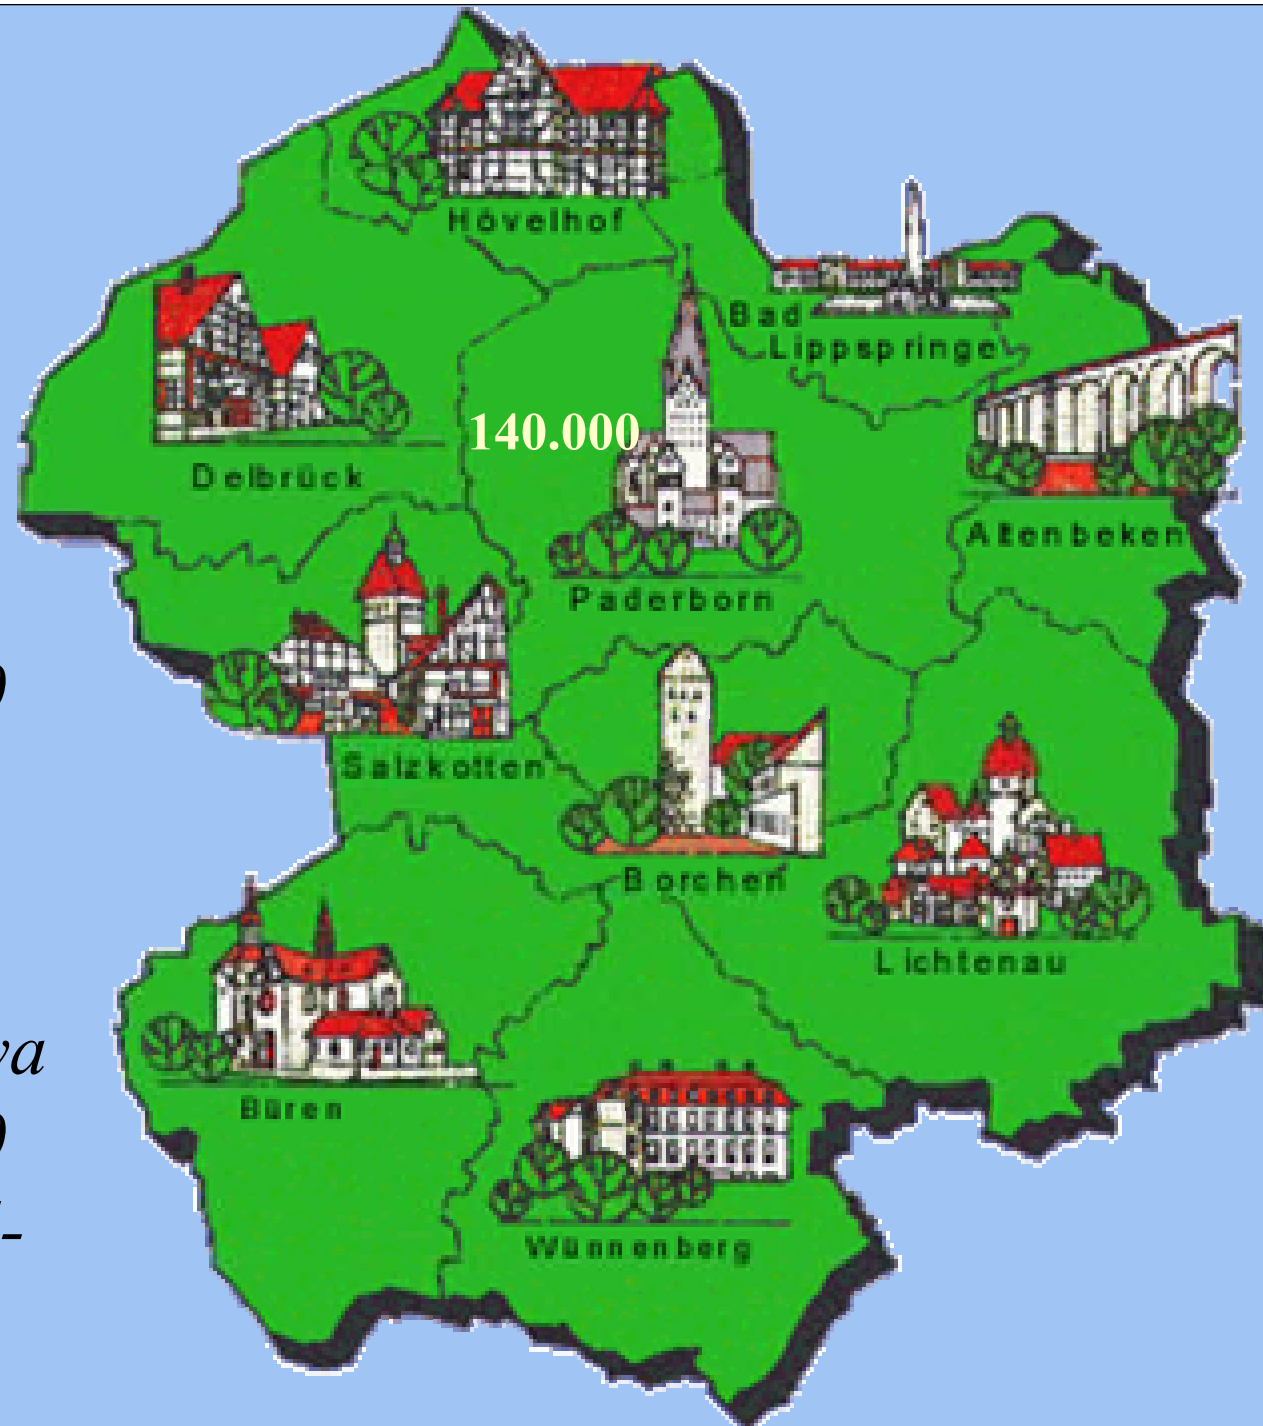 Hövelhof
Bad
Lippspringe
140.000
Delbrück
Altenbeken
Paderborn
Salzkotten
Borchen
Lichtenau
Büren
Wünnenberg